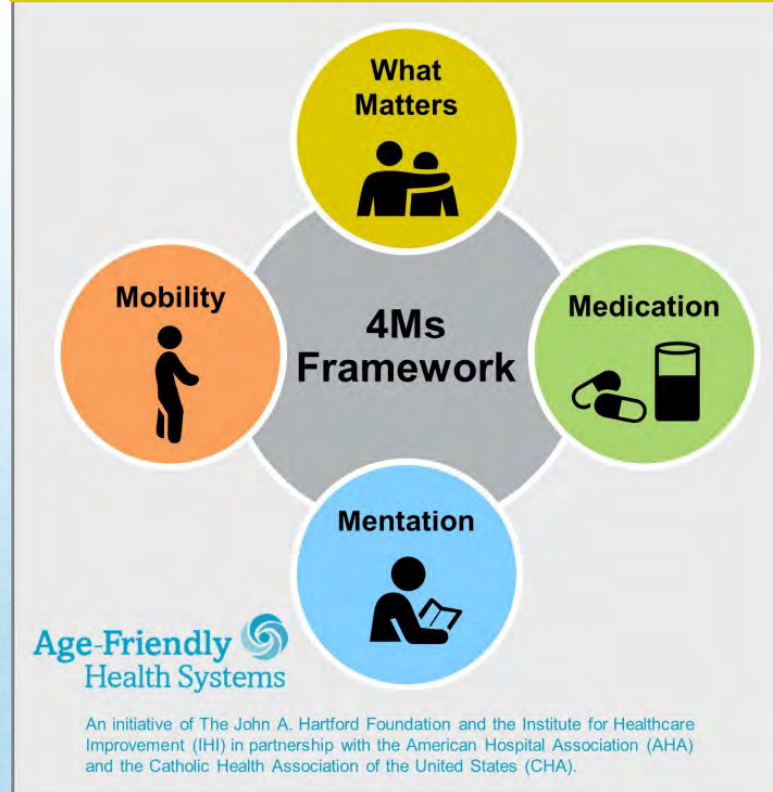 What
Matters
Mobility
4Ms
Framework
Medication
Mentation
Age-Friendly
Health Systems
An initiative of The John A. Hartford Foundation and the Institute for Healthcare
Improvement (IHI) in partnership with the American Hospital Association (AHA)
and the Catholic Health Association of the United States (CHA).